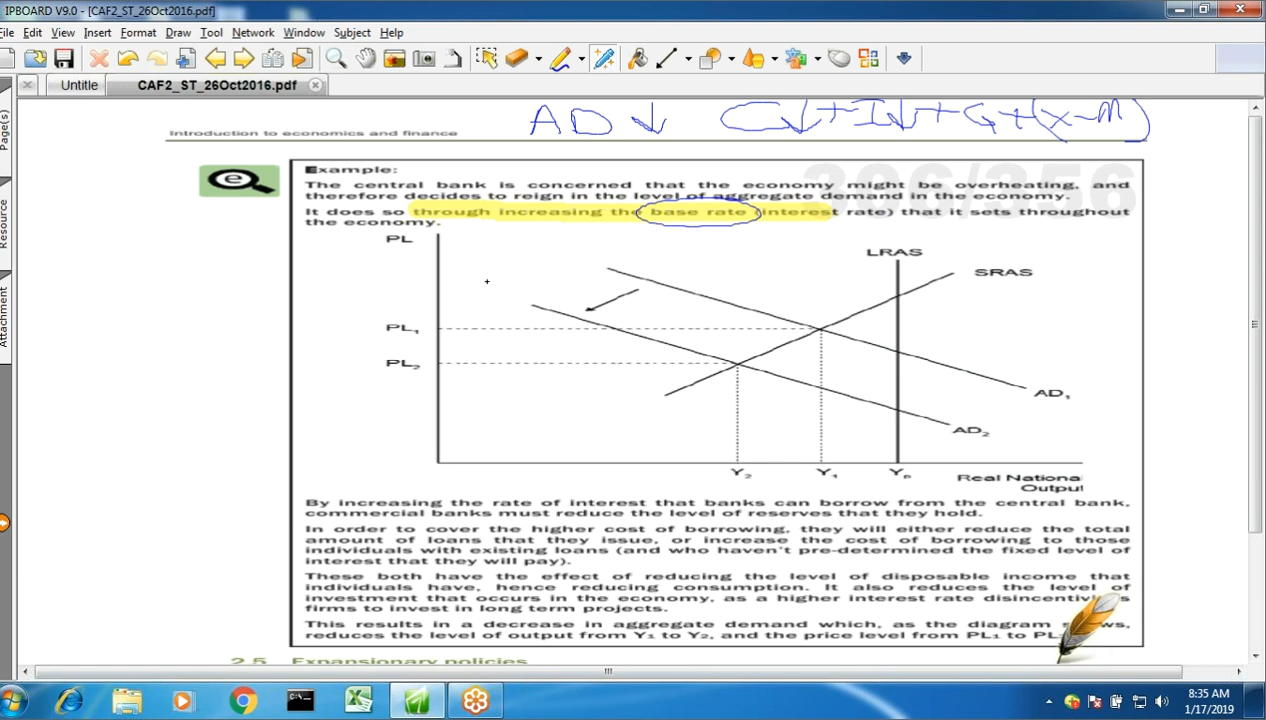 IPBOARD V9.0 - [CAF2_ST_26Oct2016.pdf]
File Edit View Insert Format Draw Tool Network Window Subject Help
Untitle CAF2_ST_26Oct2016.pdf
Page(s)
Resource
Attachment
AD↓ C↓+I↓+G+(X-M)
Introduction to economics and finance
306/356
e
Example:
The central bank is concerned that the economy might be overheating, and
therefore decides to reign in the level of aggregate demand in the economy.
It does so through increasing the base rate (interest rate) that it sets throughout
the economy.
PL
LRAS
SRAS
PL1
PL2
AD1
AD2
Y2 Y1 Yn
Real National
Output
By increasing the rate of interest that banks can borrow from the central bank,
commercial banks must reduce the level of reserves that they hold.
In order to cover the higher cost of borrowing, they will either reduce the total
amount of loans that they issue, or increase the cost of borrowing to those
individuals with existing loans (and who haven't pre-determined the fixed level of
interest that they will pay).
These both have the effect of reducing the level of disposable income that
individuals have, hence reducing consumption. It also reduces the level of
investment that occurs in the economy, as a higher interest rate disincentivi s
firms to invest in long term projects.
This results in a decrease in aggregate demand which, as the diagram s ws,
reduces the level of output from Y1 to Y2, and the price level from PL1 to PL
2.5 Expansionary policies
8:35 AM
1/17/2019